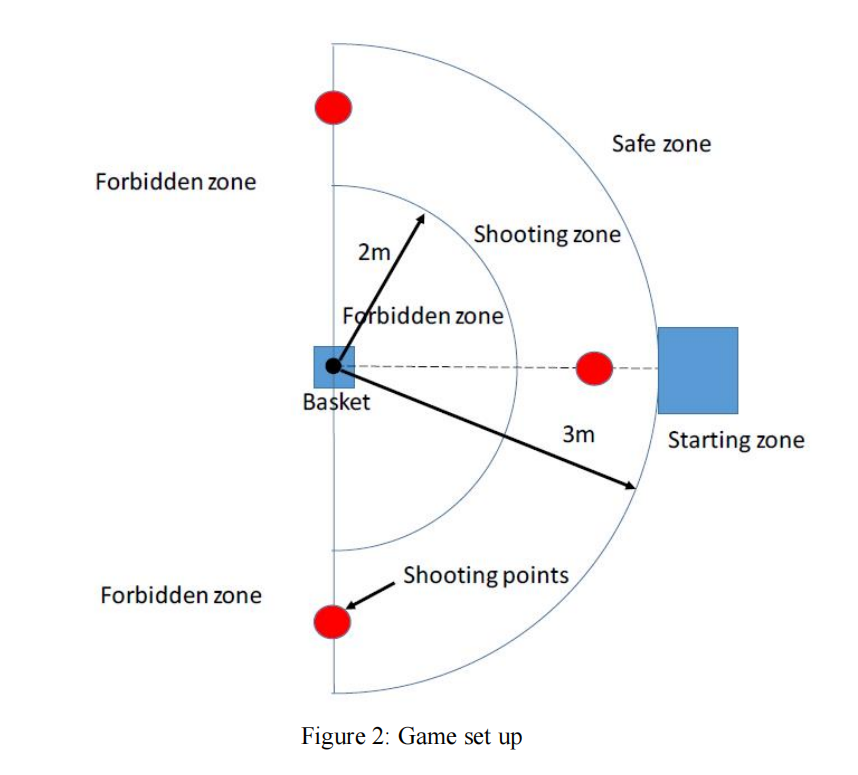 Safe zone
Forbidden zone
Shooting zone
2m
Forbidden zone
Basket
3m
Starting zone
Shooting points
Forbidden zone
Figure 2: Game set up